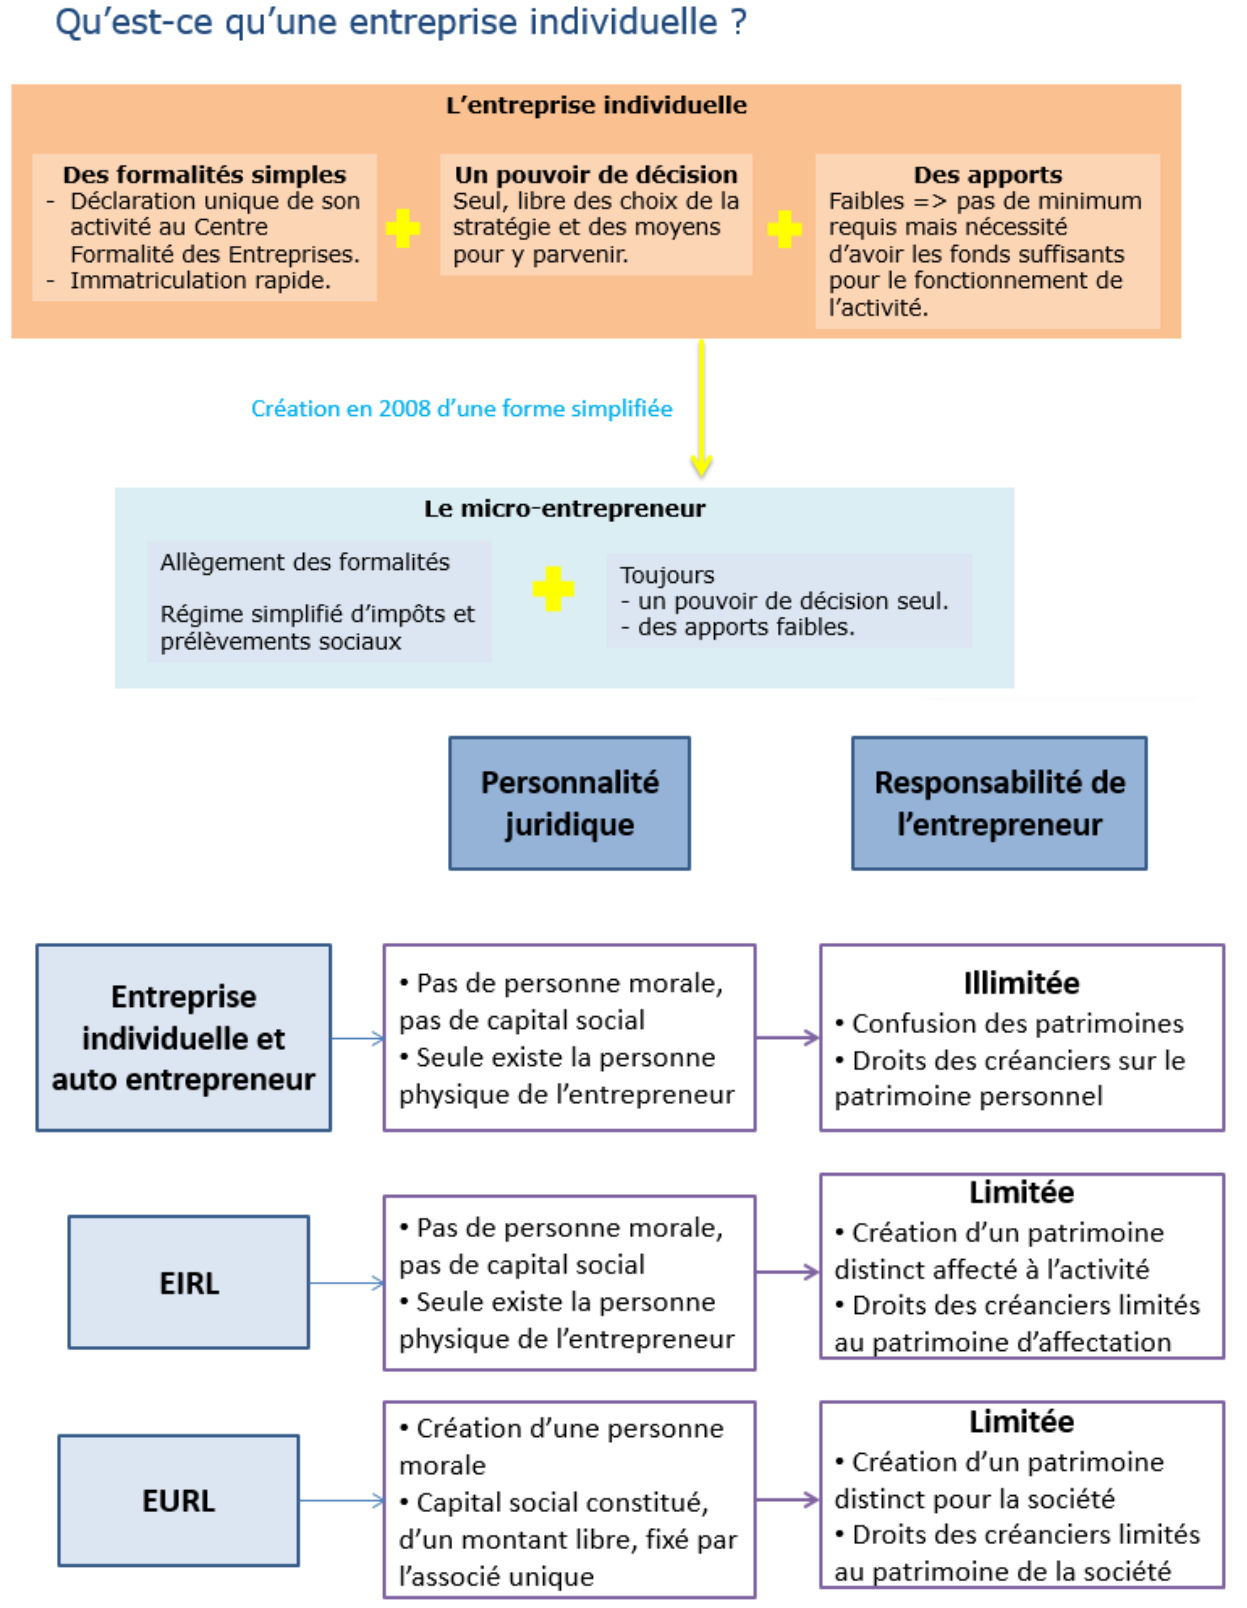 Qu’est-ce qu’une entreprise individuelle ?
L’entreprise individuelle
Des formalités simples
- Déclaration unique de son
activité au Centre
Formalité des Entreprises.
- Immatriculation rapide.
Un pouvoir de décision
Seul, libre des choix de la
stratégie et des moyens
pour y parvenir.
Des apports
Faibles => pas de minimum
requis mais nécessité
d’avoir les fonds suffisants
pour le fonctionnement de
l’activité.
Création en 2008 d’une forme simplifiée
Le micro-entrepreneur
Allègement des formalités
Régime simplifié d’impôts et
prélèvements sociaux
Toujours
- un pouvoir de décision seul.
- des apports faibles.
Personnalité
juridique
Responsabilité de
l’entrepreneur
Entreprise
individuelle et
auto entrepreneur
• Pas de personne morale,
pas de capital social
• Seule existe la personne
physique de l’entrepreneur
Illimitée
• Confusion des patrimoines
• Droits des créanciers sur le
patrimoine personnel
EIRL
• Pas de personne morale,
pas de capital social
• Seule existe la personne
physique de l’entrepreneur
Limitée
• Création d’un patrimoine
distinct affecté à l’activité
• Droits des créanciers limités
au patrimoine d’affectation
EURL
• Création d’une personne
morale
• Capital social constitué,
d’un montant libre, fixé par
l’associé unique
Limitée
• Création d’un patrimoine
distinct pour la société
• Droits des créanciers limités
au patrimoine de la société